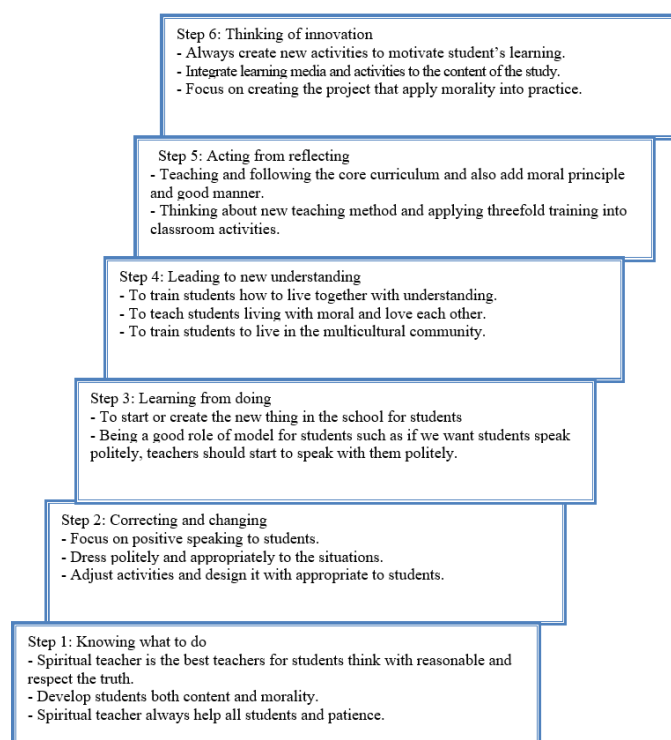 Step 6: Thinking of innovation
- Always create new activities to motivate student's learning.
- Integrate learning media and activities to the content of the study.
- Focus on creating the project that apply morality into practice.
Step 5: Acting from reflecting
- Teaching and following the core curriculum and also add moral principle
and good manner.
- Thinking about new teaching method and applying threefold training into
classroom activities.
Step 4: Leading to new understanding
- To train students how to live together with understanding.
- To teach students living with moral and love each other.
- To train students to live in the multicultural community.
Step 3: Learning from doing
- To start or create the new thing in the school for students
- Being a good role of model for students such as if we want students speak
politely, teachers should start to speak with them politely.
Step 2: Correcting and changing
- Focus on positive speaking to students.
- Dress politely and appropriately to the situations.
- Adjust activities and design it with appropriate to students.
Step 1: Knowing what to do
- Spiritual teacher is the best teachers for students think with reasonable and
respect the truth.
- Develop students both content and morality.
- Spiritual teacher always help all students and patience.